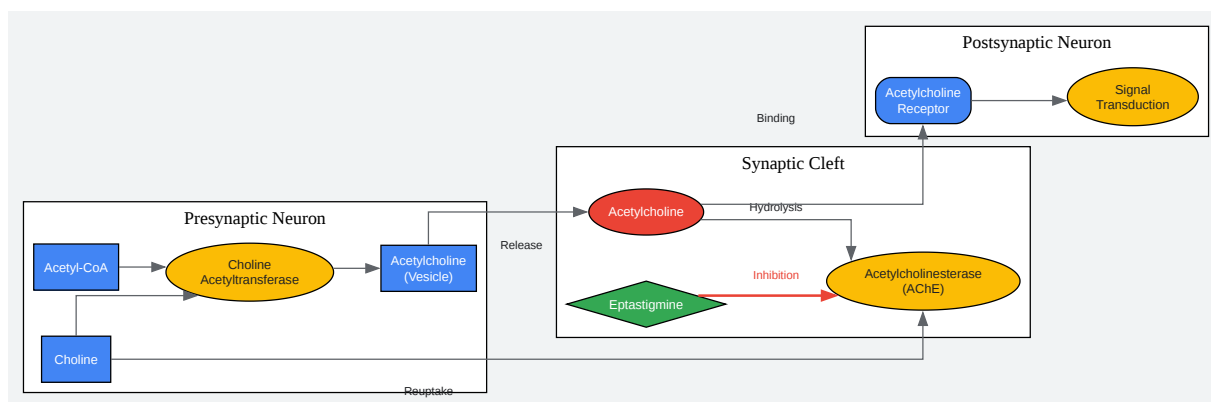 Postsynaptic Neuron
Acetylcholine
Receptor
Signal
Transduction
Binding
Synaptic Cleft
Acetylcholine
Hydrolysis
Presynaptic Neuron
Release
Acetyl-CoA
Choline
Acetyltransferase
Acetylcholine
(Vesicle)
Inhibition
Acetylcholinesterase
(AChE)
Eptastigmine
Choline
Reuptake